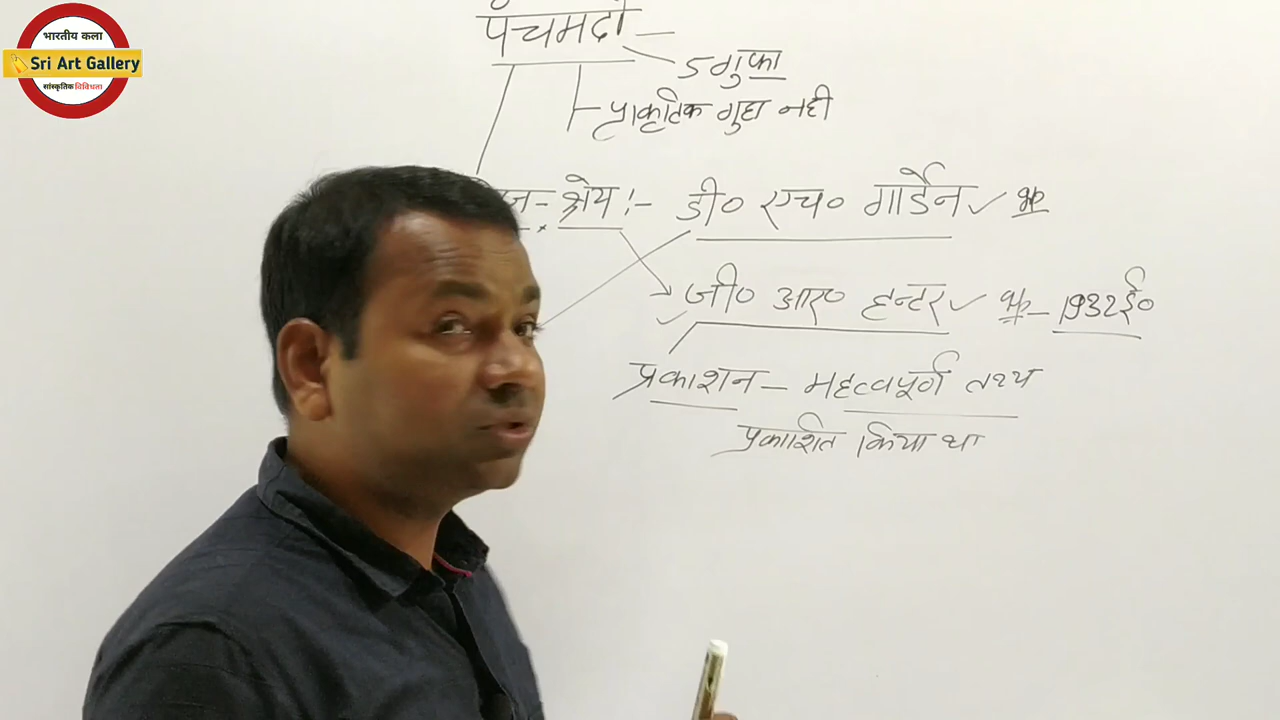 भारतीय कला
Sri Art Gallery
सांस्कृतिक विविधता
पंचमढ़ी –
5 गुफा
प्राकृतिक गुहा नही
श्रेय :- डी० एच० गार्डेन
जी० आर० हन्टर – 1932ई०
प्रकाशन – महत्वपूर्ण तथ्य
प्रकाशित किया था